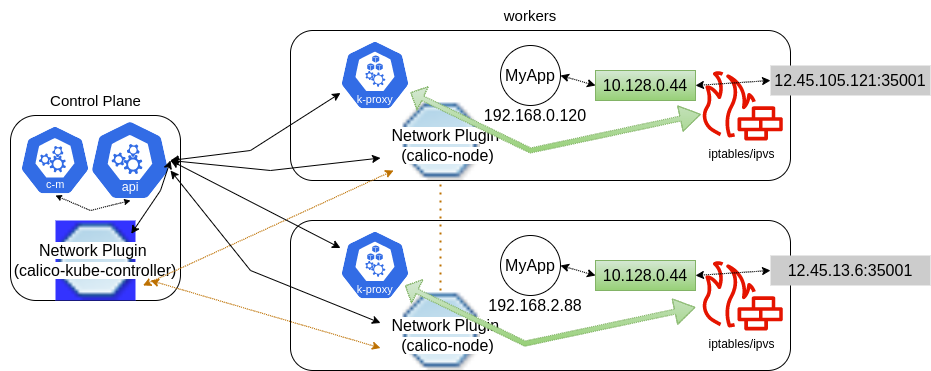 workers
Control Plane
c-m
api
Network Plugin
(calico-kube-controller)
k-proxy
MyApp
192.168.0.120
Network Plugin
(calico-node)
10.128.0.44
12.45.105.121:35001
iptables/ipvs
k-proxy
MyApp
192.168.2.88
Network Plugin
(calico-node)
10.128.0.44
12.45.13.6:35001
iptables/ipvs